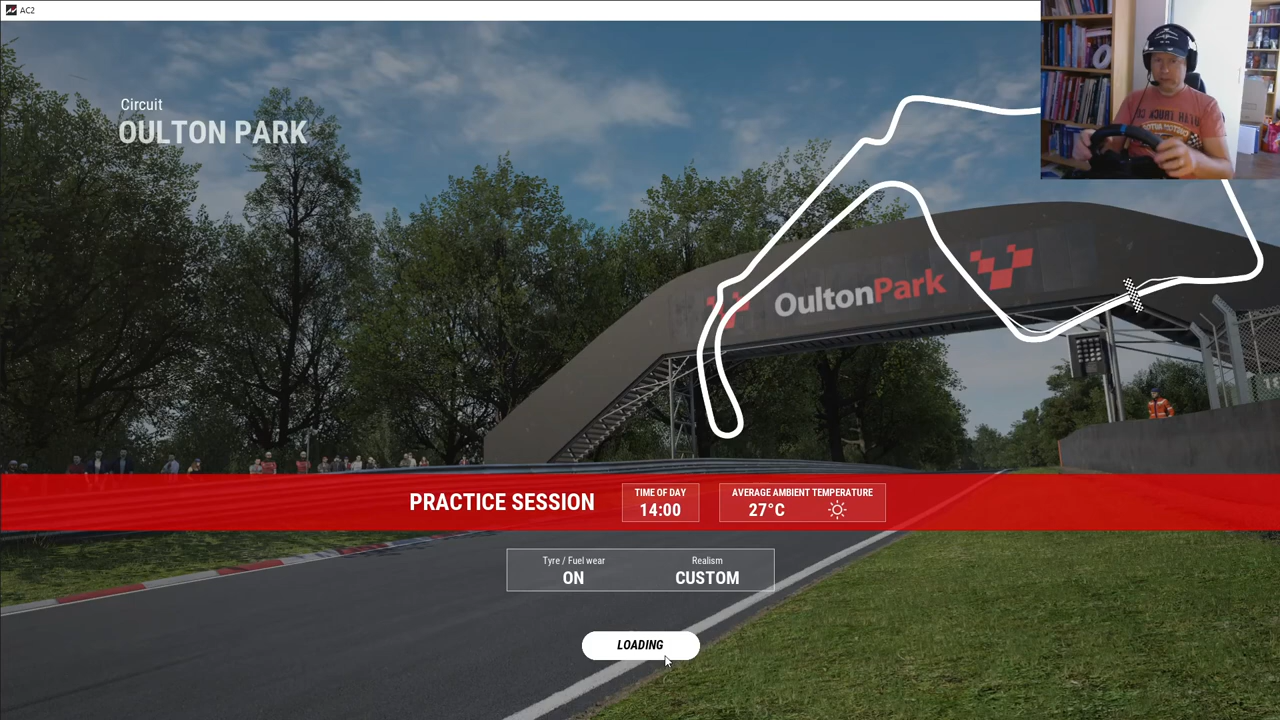 AC2
Circuit
OULTON PARK
OultonPark
PRACTICE SESSION
TIME OF DAY
14:00
AVERAGE AMBIENT TEMPERATURE
27°C
Tyre / Fuel wear
ON
Realism
CUSTOM
LOADING